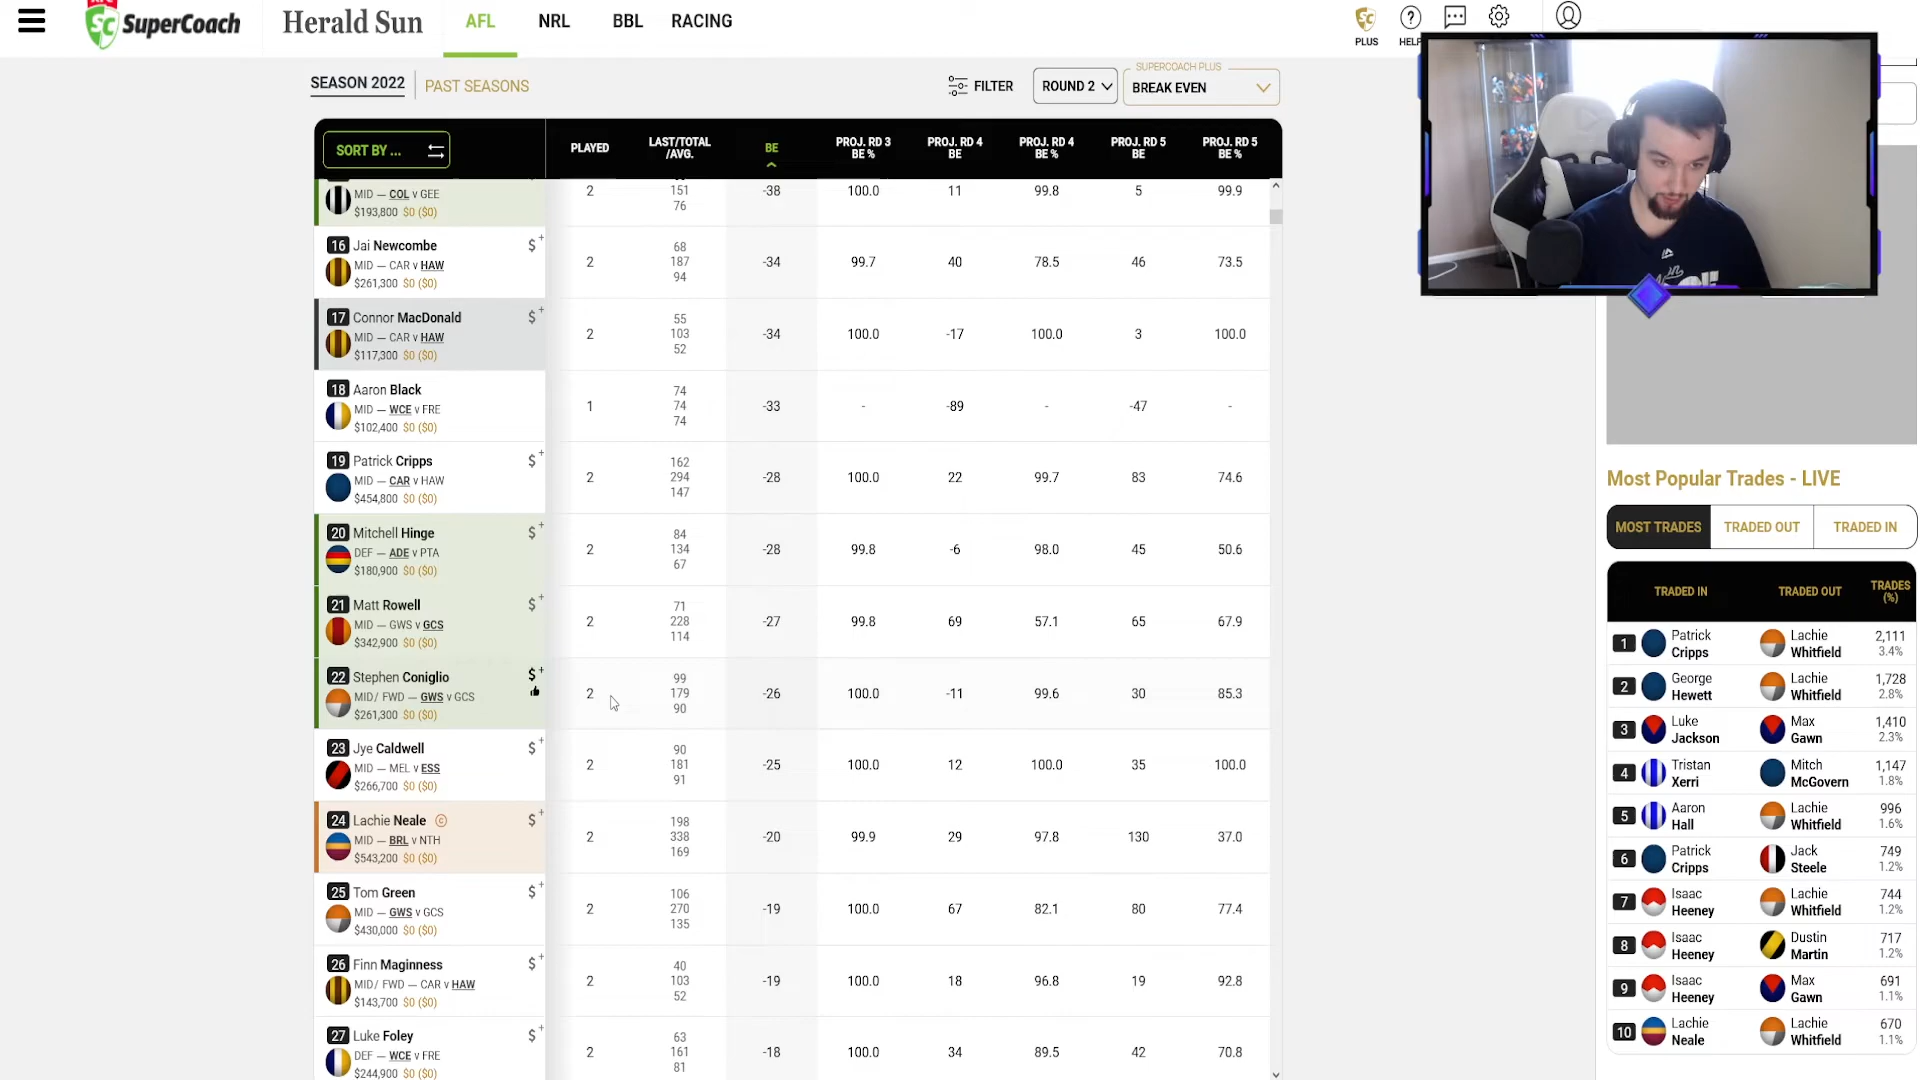 SuperCoach
Herald Sun
AFL
NRL
BBL
RACING
PLUS
HELP
SEASON 2022
PAST SEASONS
FILTER
ROUND 2
SUPERCOACH PLUS
BREAK EVEN
SORT BY ...
PLAYED
LAST/TOTAL
/AVG.
BE
PROJ. RD 3
BE %
PROJ. RD 4
BE
PROJ. RD 4
BE %
PROJ. RD 5
BE
PROJ. RD 5
BE %
MID — COL v GEE
$193,800 $0 ($0)
2
151
76
-38 100.0 11 99.8 5 99.9
16 Jai Newcombe
MID — CAR v HAW
$261,300 $0 ($0)
2
68
187
94
-34 99.7 40 78.5 46 73.5
17 Connor MacDonald
MID — CAR v HAW
$117,300 $0 ($0)
2
55
103
52
-34 100.0 -17 100.0 3 100.0
18 Aaron Black
MID — WCE v FRE
$102,400 $0 ($0)
1
74
74
74
-33 - -89 - -47 -
19 Patrick Cripps
MID — CAR v HAW
$454,800 $0 ($0)
2
162
294
147
-28 100.0 22 99.7 83 74.6
20 Mitchell Hinge
DEF — ADE v PTA
$180,900 $0 ($0)
2
84
134
67
-28 99.8 -6 98.0 45 50.6
21 Matt Rowell
MID — GWS v GCS
$342,900 $0 ($0)
2
71
228
114
-27 99.8 69 57.1 65 67.9
22 Stephen Coniglio
MID/ FWD — GWS v GCS
$261,300 $0 ($0)
2
99
179
90
-26 100.0 -11 99.6 30 85.3
23 Jye Caldwell
MID — MEL v ESS
$266,700 $0 ($0)
2
90
181
91
-25 100.0 12 100.0 35 100.0
24 Lachie Neale
MID — BRL v NTH
$543,200 $0 ($0)
2
198
338
169
-20 99.9 29 97.8 130 37.0
25 Tom Green
MID — GWS v GCS
$430,000 $0 ($0)
2
106
270
135
-19 100.0 67 82.1 80 77.4
26 Finn Maginness
MID/ FWD — CAR v HAW
$143,700 $0 ($0)
2
40
103
52
-19 100.0 18 96.8 19 92.8
27 Luke Foley
DEF — WCE v FRE
$244,900 $0 ($0)
2
63
161
81
-18 100.0 34 89.5 42 70.8
Most Popular Trades - LIVE
MOST TRADES
TRADED OUT
TRADED IN
TRADED IN
TRADED OUT
TRADES
(%)
1 Patrick Cripps Lachie Whitfield 2,111 3.4%
2 George Hewett Lachie Whitfield 1,728 2.8%
3 Luke Jackson Max Gawn 1,410 2.3%
4 Tristan Xerri Mitch McGovern 1,147 1.8%
5 Aaron Hall Lachie Whitfield 996 1.6%
6 Patrick Cripps Jack Steele 749 1.2%
7 Isaac Heeney Lachie Whitfield 744 1.2%
8 Isaac Heeney Dustin Martin 717 1.2%
9 Isaac Heeney Max Gawn 691 1.1%
10 Lachie Neale Lachie Whitfield 670 1.1%